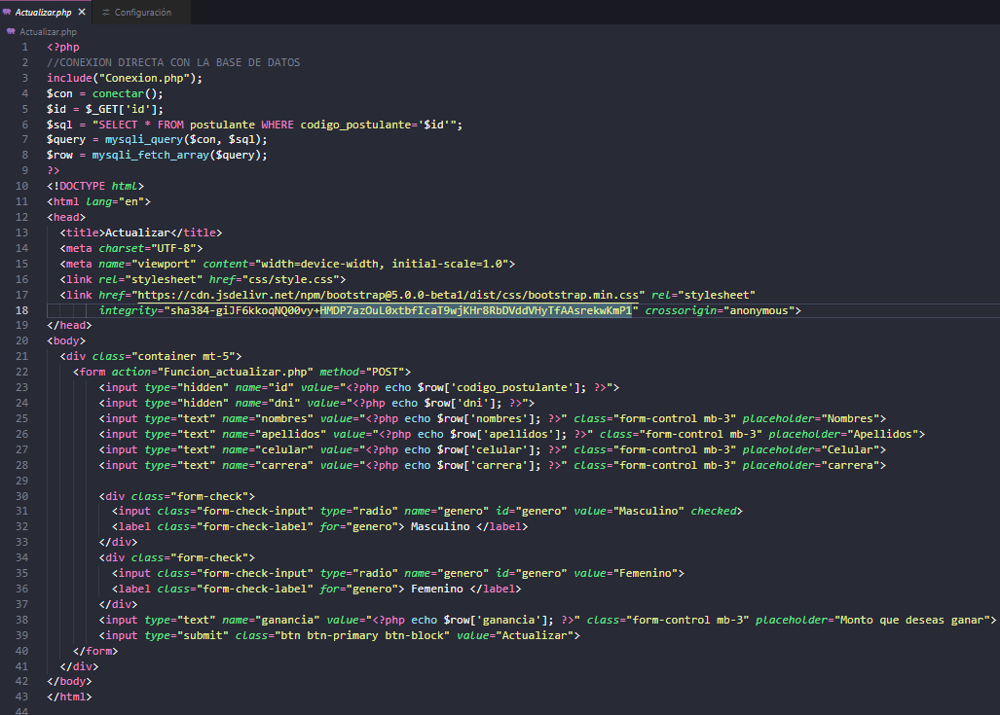 Actualizar.php
Configuración
Actualizar.php
1 <?php
2 //CONEXION DIRECTA CON LA BASE DE DATOS
3 include("Conexion.php");
4 $con = conectar();
5 $id = $_GET['id'];
6 $sql = "SELECT * FROM postulante WHERE codigo_postulante='$id'";
7 $query = mysqli_query($con, $sql);
8 $row = mysqli_fetch_array($query);
9 ?>
10 <!DOCTYPE html>
11 <html lang="en">
12 <head>
13 <title>Actualizar</title>
14 <meta charset="UTF-8">
15 <meta name="viewport" content="width=device-width, initial-scale=1.0">
16 <link rel="stylesheet" href="css/style.css">
17 <link href="https://cdn.jsdelivr.net/npm/bootstrap@5.0.0-beta1/dist/css/bootstrap.min.css" rel="stylesheet"
18 integrity="sha384-giJF6kkoqNQ00vy+HMDP7azOuL0xtbfIcaT9wjKHr8RbDVddVHyTfAAsrekwKmP1" crossorigin="anonymous">
19 </head>
20 <body>
21 <div class="container mt-5">
22 <form action="Funcion_actualizar.php" method="POST">
23 <input type="hidden" name="id" value="<?php echo $row['codigo_postulante']; ?>">
24 <input type="hidden" name="dni" value="<?php echo $row['dni']; ?>">
25 <input type="text" name="nombres" value="<?php echo $row['nombres']; ?>" class="form-control mb-3" placeholder="Nombres">
26 <input type="text" name="apellidos" value="<?php echo $row['apellidos']; ?>" class="form-control mb-3" placeholder="Apellidos">
27 <input type="text" name="celular" value="<?php echo $row['celular']; ?>" class="form-control mb-3" placeholder="Celular">
28 <input type="text" name="carrera" value="<?php echo $row['carrera']; ?>" class="form-control mb-3" placeholder="carrera">
29
30 <div class="form-check">
31 <input class="form-check-input" type="radio" name="genero" id="genero" value="Masculino" checked>
32 <label class="form-check-label" for="genero"> Masculino </label>
33 </div>
34 <div class="form-check">
35 <input class="form-check-input" type="radio" name="genero" id="genero" value="Femenino">
36 <label class="form-check-label" for="genero"> Femenino </label>
37 </div>
38 <input type="text" name="ganancia" value="<?php echo $row['ganancia']; ?>" class="form-control mb-3" placeholder="Monto que deseas ganar">
39 <input type="submit" class="btn btn-primary btn-block" value="Actualizar">
40 </form>
41 </div>
42 </body>
43 </html>
44